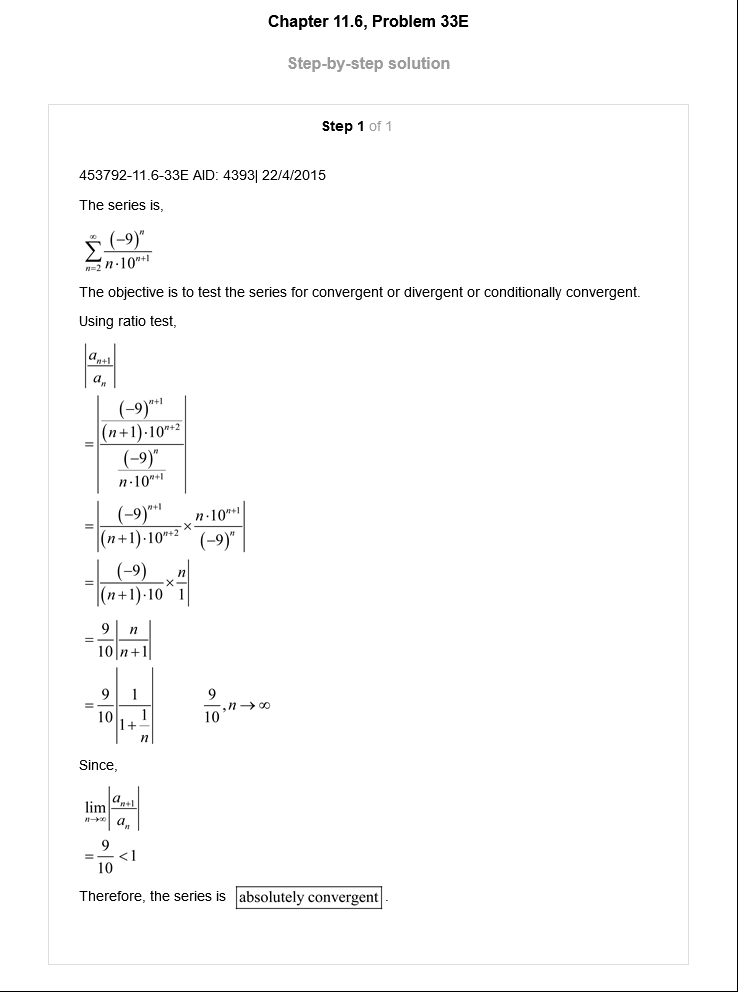 Chapter 11.6, Problem 33E
Step-by-step solution
Step 1 of 1
453792-11.6-33E AID: 4393| 22/4/2015
The series is,
\sum_{n=2}^{\infty} \frac{(-9)^n}{n \cdot 10^{n+1}}
The objective is to test the series for convergent or divergent or conditionally convergent.
Using ratio test,
\left| \frac{a_{n+1}}{a_n} \right|
= \left| \frac{\frac{(-9)^{n+1}}{(n+1) \cdot 10^{n+2}}}{\frac{(-9)^n}{n \cdot 10^{n+1}}} \right|
= \left| \frac{(-9)^{n+1}}{(n+1) \cdot 10^{n+2}} \times \frac{n \cdot 10^{n+1}}{(-9)^n} \right|
= \left| \frac{(-9)}{(n+1) \cdot 10} \times \frac{n}{1} \right|
= \frac{9}{10} \left| \frac{n}{n+1} \right|
= \frac{9}{10} \left| \frac{1}{1+\frac{1}{n}} \right| \frac{9}{10}, n \to \infty
Since,
\lim_{n \to \infty} \left| \frac{a_{n+1}}{a_n} \right|
= \frac{9}{10} < 1
Therefore, the series is absolutely convergent.